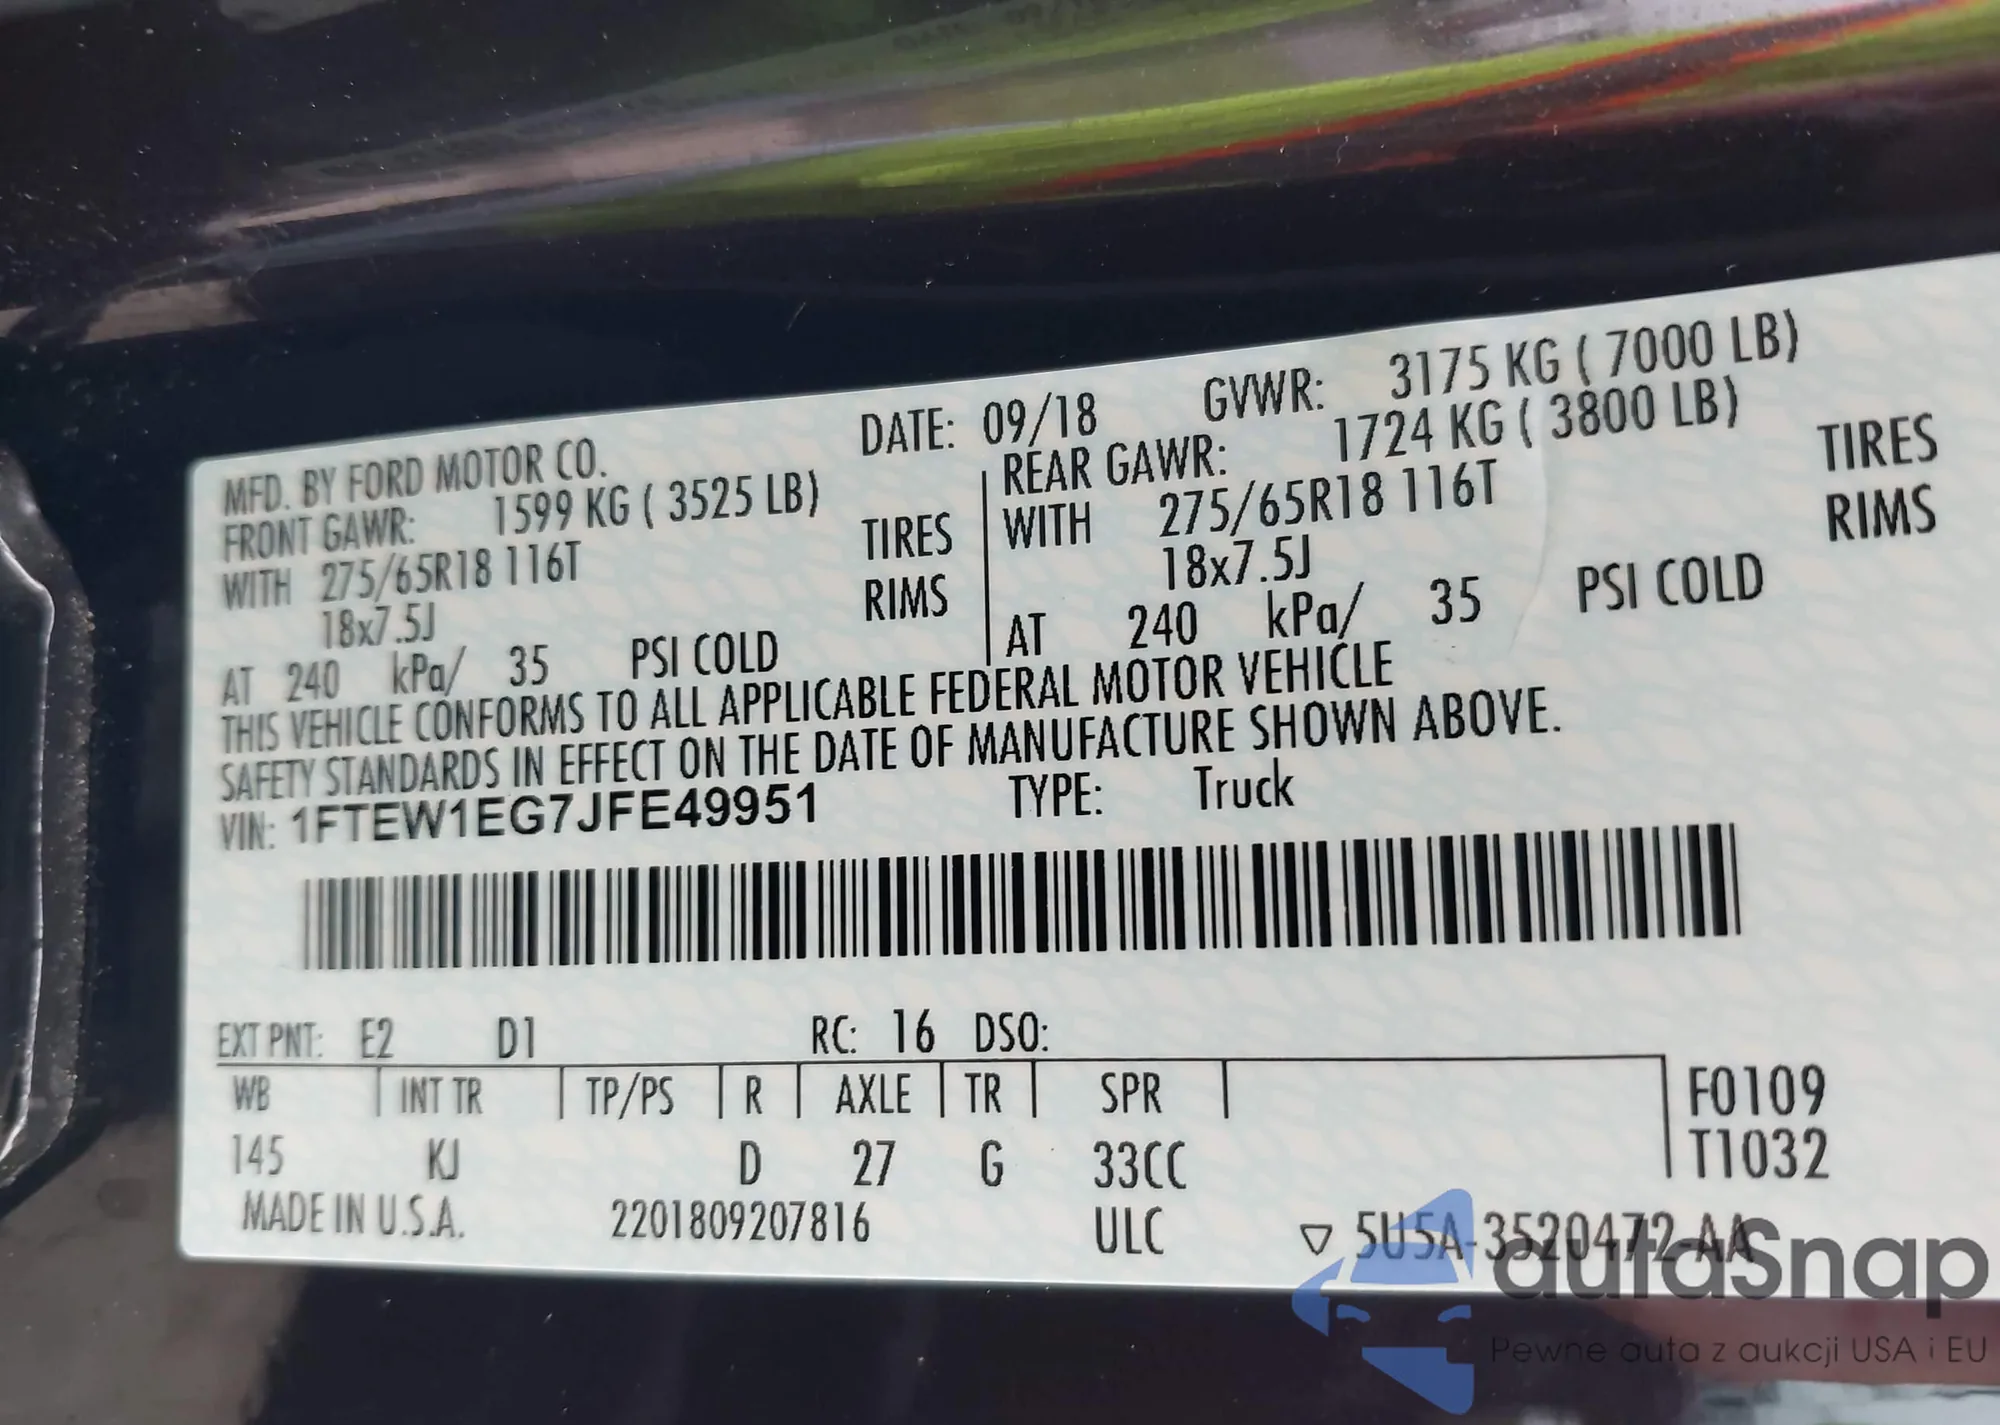 DATE: 09/18 GVWR: 3175 KG ( 7000 LB)
MFD. BY FORD MOTOR CO.
FRONT GAWR: 1599 KG ( 3525 LB)
WITH 275/65R18 116T TIRES
18x7.5J RIMS
AT 240 kPa/ 35 PSI COLD
REAR GAWR: 1724 KG ( 3800 LB)
WITH 275/65R18 116T TIRES
18x7.5J RIMS
AT 240 kPa/ 35 PSI COLD
THIS VEHICLE CONFORMS TO ALL APPLICABLE FEDERAL MOTOR VEHICLE
SAFETY STANDARDS IN EFFECT ON THE DATE OF MANUFACTURE SHOWN ABOVE.
VIN: 1FTEW1EG7JFE49951 TYPE: Truck
EXT PNT: E2 D1 RC: 16 DSO:
WB INT TR TP/PS R AXLE TR SPR F0109
145 KJ D 27 G 33CC T1032
MADE IN U.S.A. 2201809207816 ULC ▽ 5U5A-3520472-AA
autaSnap
Pewne auta z aukcji USA i EU